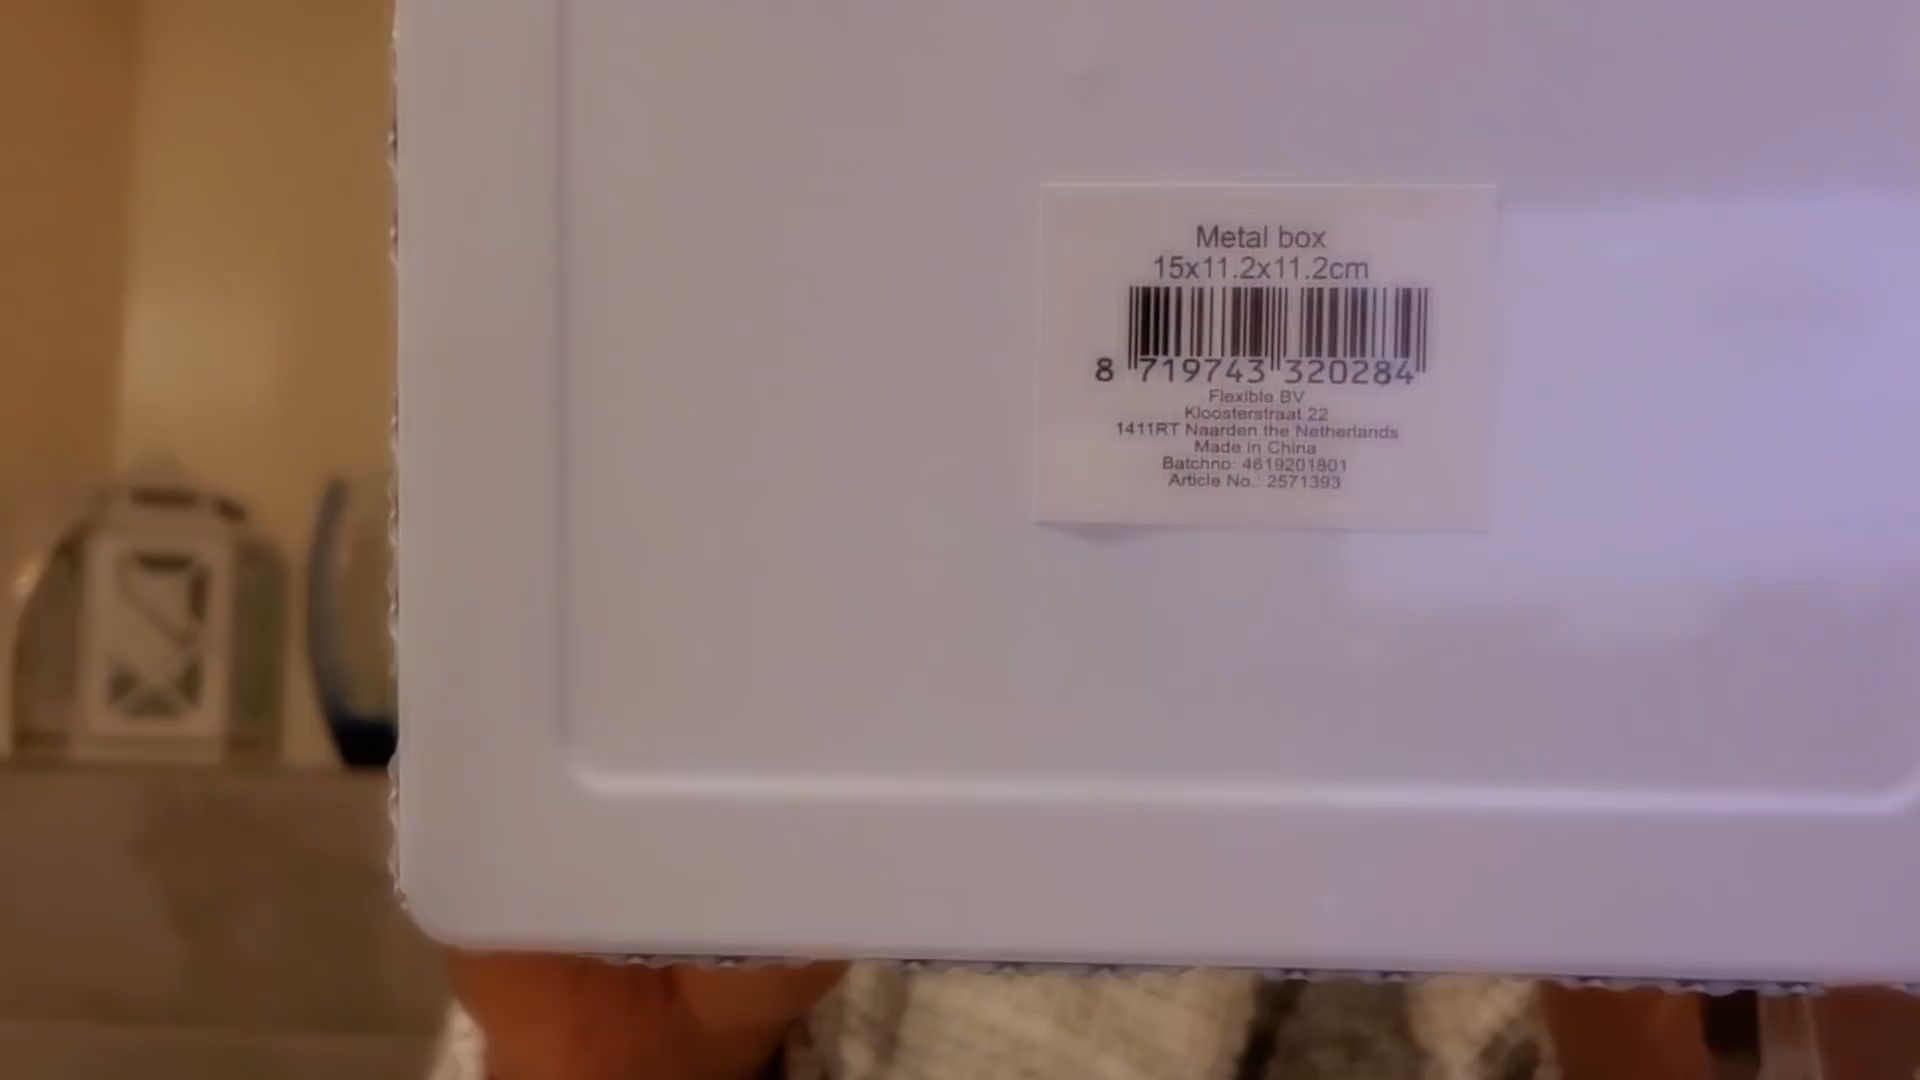 Metal box
15x11.2x11.2cm
8 719743 320284
Flexible BV
Kloosterstraat 22
1411RT Naarden the Netherlands
Made in China
Batchno: 4619201801
Article No.: 2571393